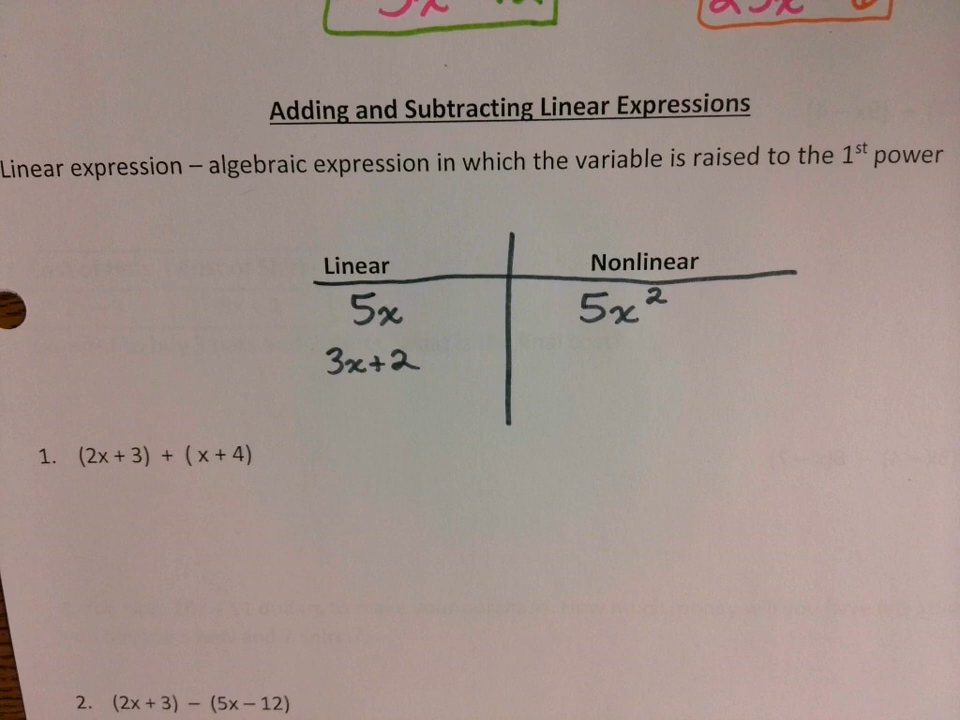 Adding and Subtracting Linear Expressions
Linear expression – algebraic expression in which the variable is raised to the 1st power
Linear Nonlinear
5x 5x²
3x+2
1. (2x + 3) + ( x + 4)
2. (2x + 3) – (5x – 12)